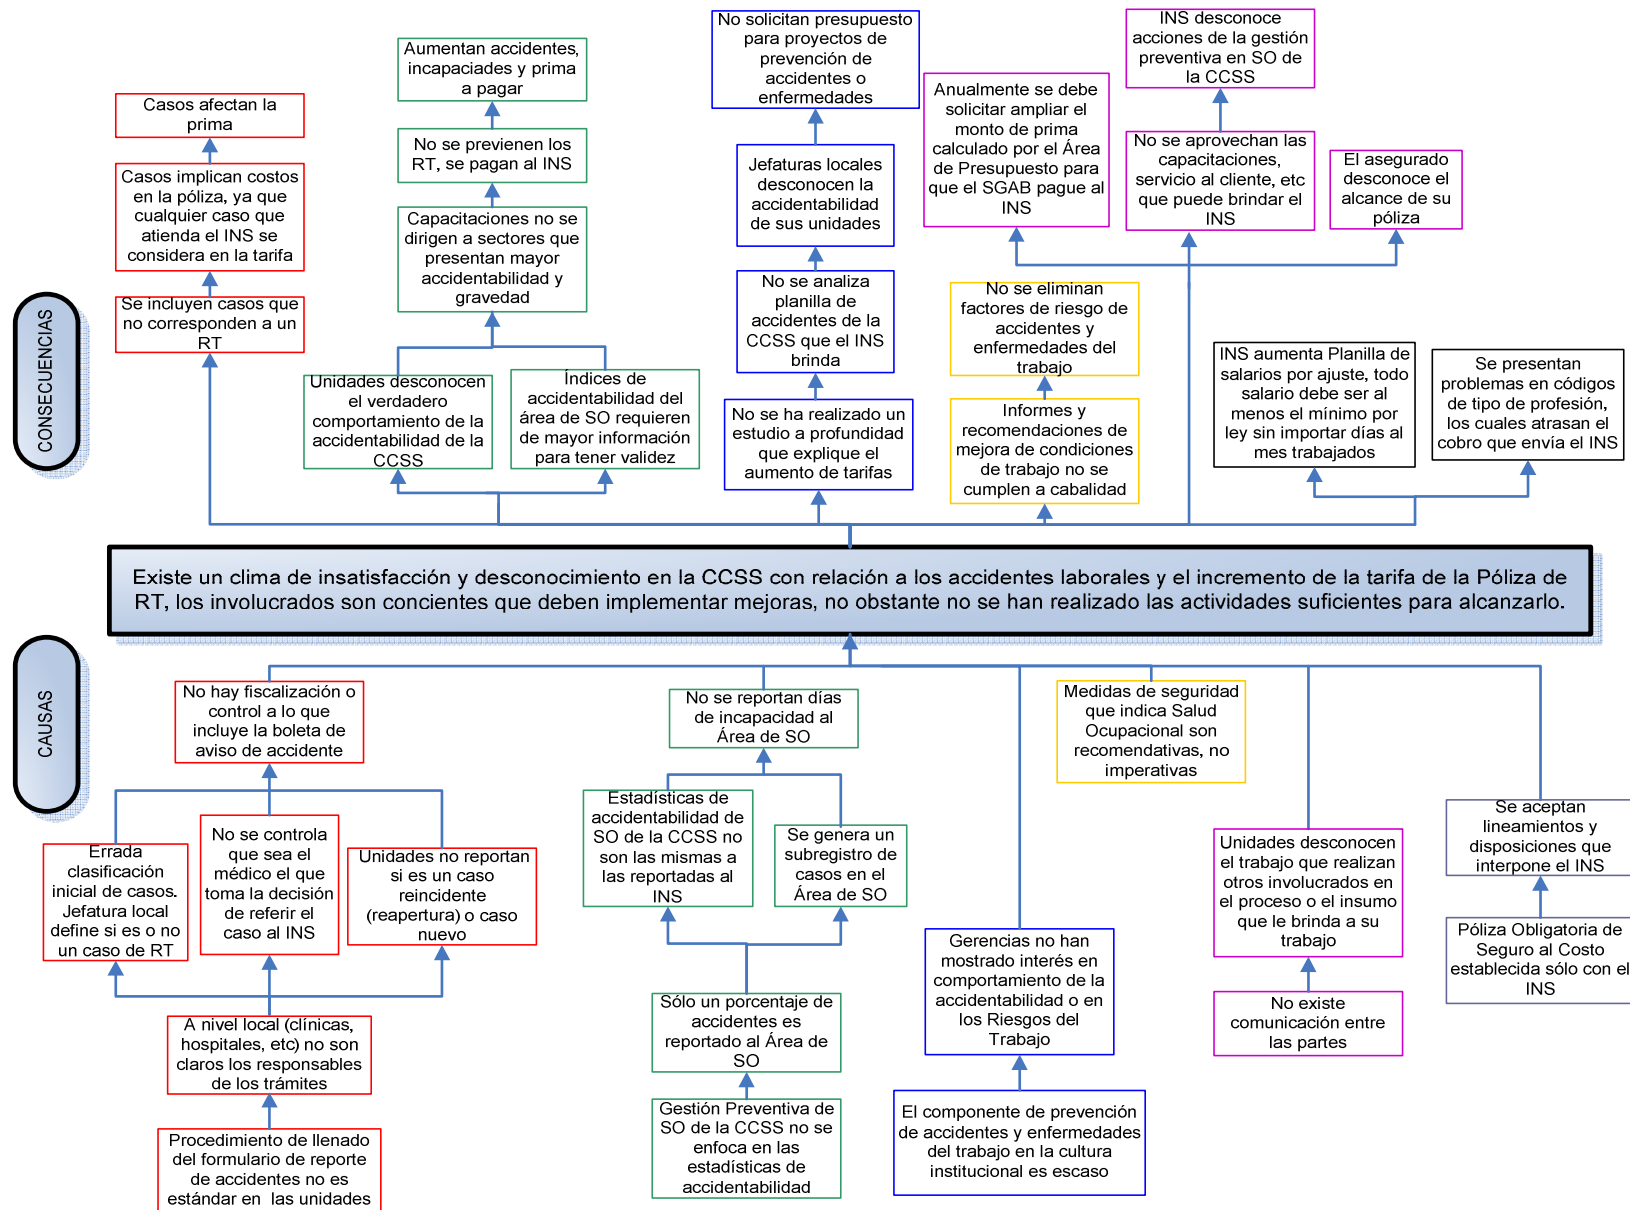 No solicitan presupuesto
para proyectos de
prevención de
accidentes o
enfermedades
INS desconoce
acciones de la gestión
preventiva en SO de
la CCSS
Aumentan accidentes,
incapaciades y prima
a pagar
Casos afectan la
prima
Anualmente se debe
solicitar ampliar el
monto de prima
calculado por el Área
de Presupuesto para
que el SGAB pague al
INS
No se previenen los
RT, se pagan al INS
No se aprovechan las
capacitaciones,
servicio al cliente, etc
que puede brindar el
INS
El asegurado
desconoce el
alcance de su
póliza
Jefaturas locales
desconocen la
accidentabilidad
de sus unidades
Casos implican costos
en la póliza, ya que
cualquier caso que
atienda el INS se
considera en la tarifa
Capacitaciones no se
dirigen a sectores que
presentan mayor
accidentabilidad y
gravedad
No se analiza
planilla de
accidentes de la
CCSS que el INS
brinda
No se eliminan
factores de riesgo de
accidentes y
enfermedades del
trabajo
Se incluyen casos que
no corresponden a un
RT
CONSECUENCIAS
INS aumenta Planilla de
salarios por ajuste, todo
salario debe ser al
menos el mínimo por
ley sin importar días al
mes trabajados
Se presentan
problemas en códigos
de tipo de profesión,
los cuales atrasan el
cobro que envía el INS
Unidades desconocen
el verdadero
comportamiento de la
accidentabilidad de la
CCSS
Índices de
accidentabilidad del
área de SO requieren
de mayor información
para tener validez
No se ha realizado un
estudio a profundidad
que explique el
aumento de tarifas
Informes y
recomendaciones de
mejora de condiciones
de trabajo no se
cumplen a cabalidad
Existe un clima de insatisfacción y desconocimiento en la CCSS con relación a los accidentes laborales y el incremento de la tarifa de la Póliza de
RT, los involucrados son concientes que deben implementar mejoras, no obstante no se han realizado las actividades suficientes para alcanzarlo.
CAUSAS
No hay fiscalización o
control a lo que
incluye la boleta de
aviso de accidente
No se reportan días
de incapacidad al
Área de SO
Medidas de seguridad
que indica Salud
Ocupacional son
recomendativas, no
imperativas
Errada
clasificación
inicial de casos.
Jefatura local
define si es o no
un caso de RT
No se controla
que sea el
médico el que
toma la decisión
de referir el
caso al INS
Unidades no reportan
si es un caso
reincidente
(reapertura) o caso
nuevo
Estadísticas de
accidentabilidad de
SO de la CCSS no
son las mismas a
las reportadas al
INS
Se genera un
subregistro de
casos en el
Área de SO
Unidades desconocen
el trabajo que realizan
otros involucrados en
el proceso o el insumo
que le brinda a su
trabajo
Se aceptan
lineamientos y
disposiciones que
interpone el INS
Gerencias no han
mostrado interés en
comportamiento de la
accidentabilidad o en
los Riesgos del
Trabajo
Póliza Obligatoria de
Seguro al Costo
establecida sólo con el
INS
No existe
comunicación entre
las partes
A nivel local (clínicas,
hospitales, etc) no son
claros los responsables
de los trámites
Sólo un porcentaje de
accidentes es
reportado al Área de
SO
Procedimiento de llenado
del formulario de reporte
de accidentes no es
estándar en las unidades
Gestión Preventiva de
SO de la CCSS no se
enfoca en las
estadísticas de
accidentabilidad
El componente de prevención
de accidentes y enfermedades
del trabajo en la cultura
institucional es escaso